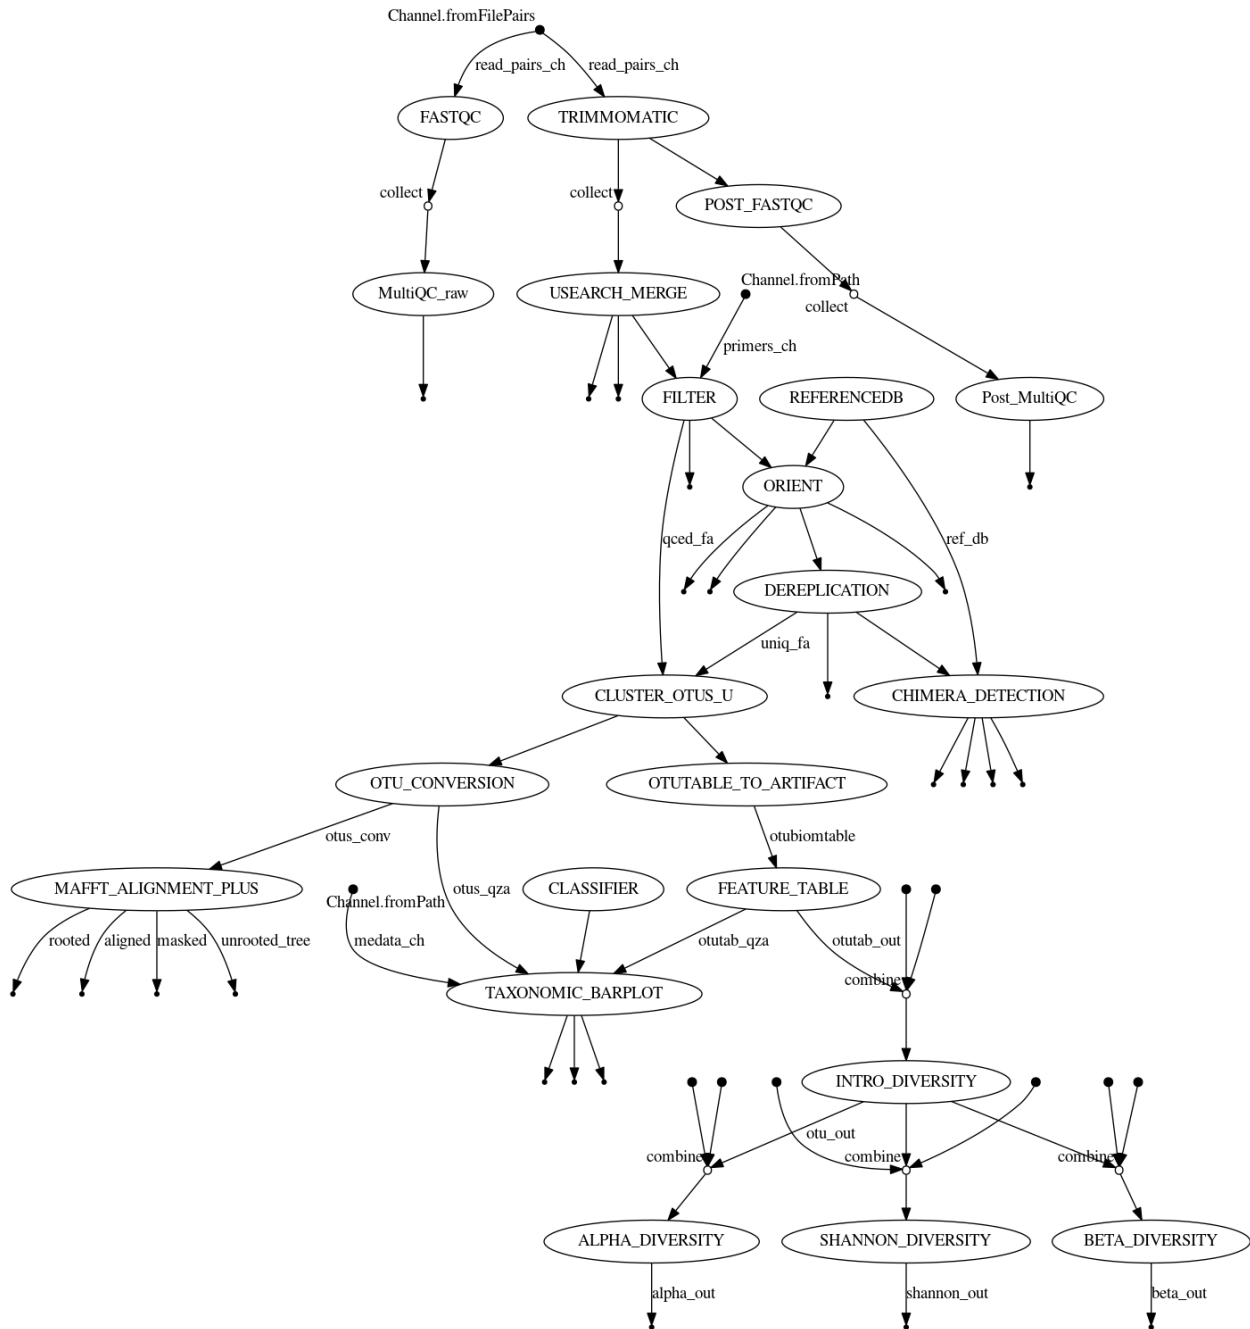 Channel.fromFilePairs
read_pairs_ch
read_pairs_ch
FASTQC
TRIMMOMATIC
collect
collect
POST_FASTQC
Channel.fromPath
MultiQC_raw
USEARCH_MERGE
collect
primers_ch
FILTER
REFERENCEDB
Post_MultiQC
ORIENT
qced_fa
ref_db
DEREPLICATION
uniq_fa
CLUSTER_OTUS_U
CHIMERA_DETECTION
OTU_CONVERSION
OTUTABLE_TO_ARTIFACT
otus_conv
otubiomtable
MAFFT_ALIGNMENT_PLUS
Channel.fromPath
otus_qza
CLASSIFIER
FEATURE_TABLE
rooted
aligned
masked
unrooted_tree
medata_ch
otutab_qza
otutab_out
combine
TAXONOMIC_BARPLOT
INTRO_DIVERSITY
otu_out
combine
combine
combine
ALPHA_DIVERSITY
SHANNON_DIVERSITY
BETA_DIVERSITY
alpha_out
shannon_out
beta_out